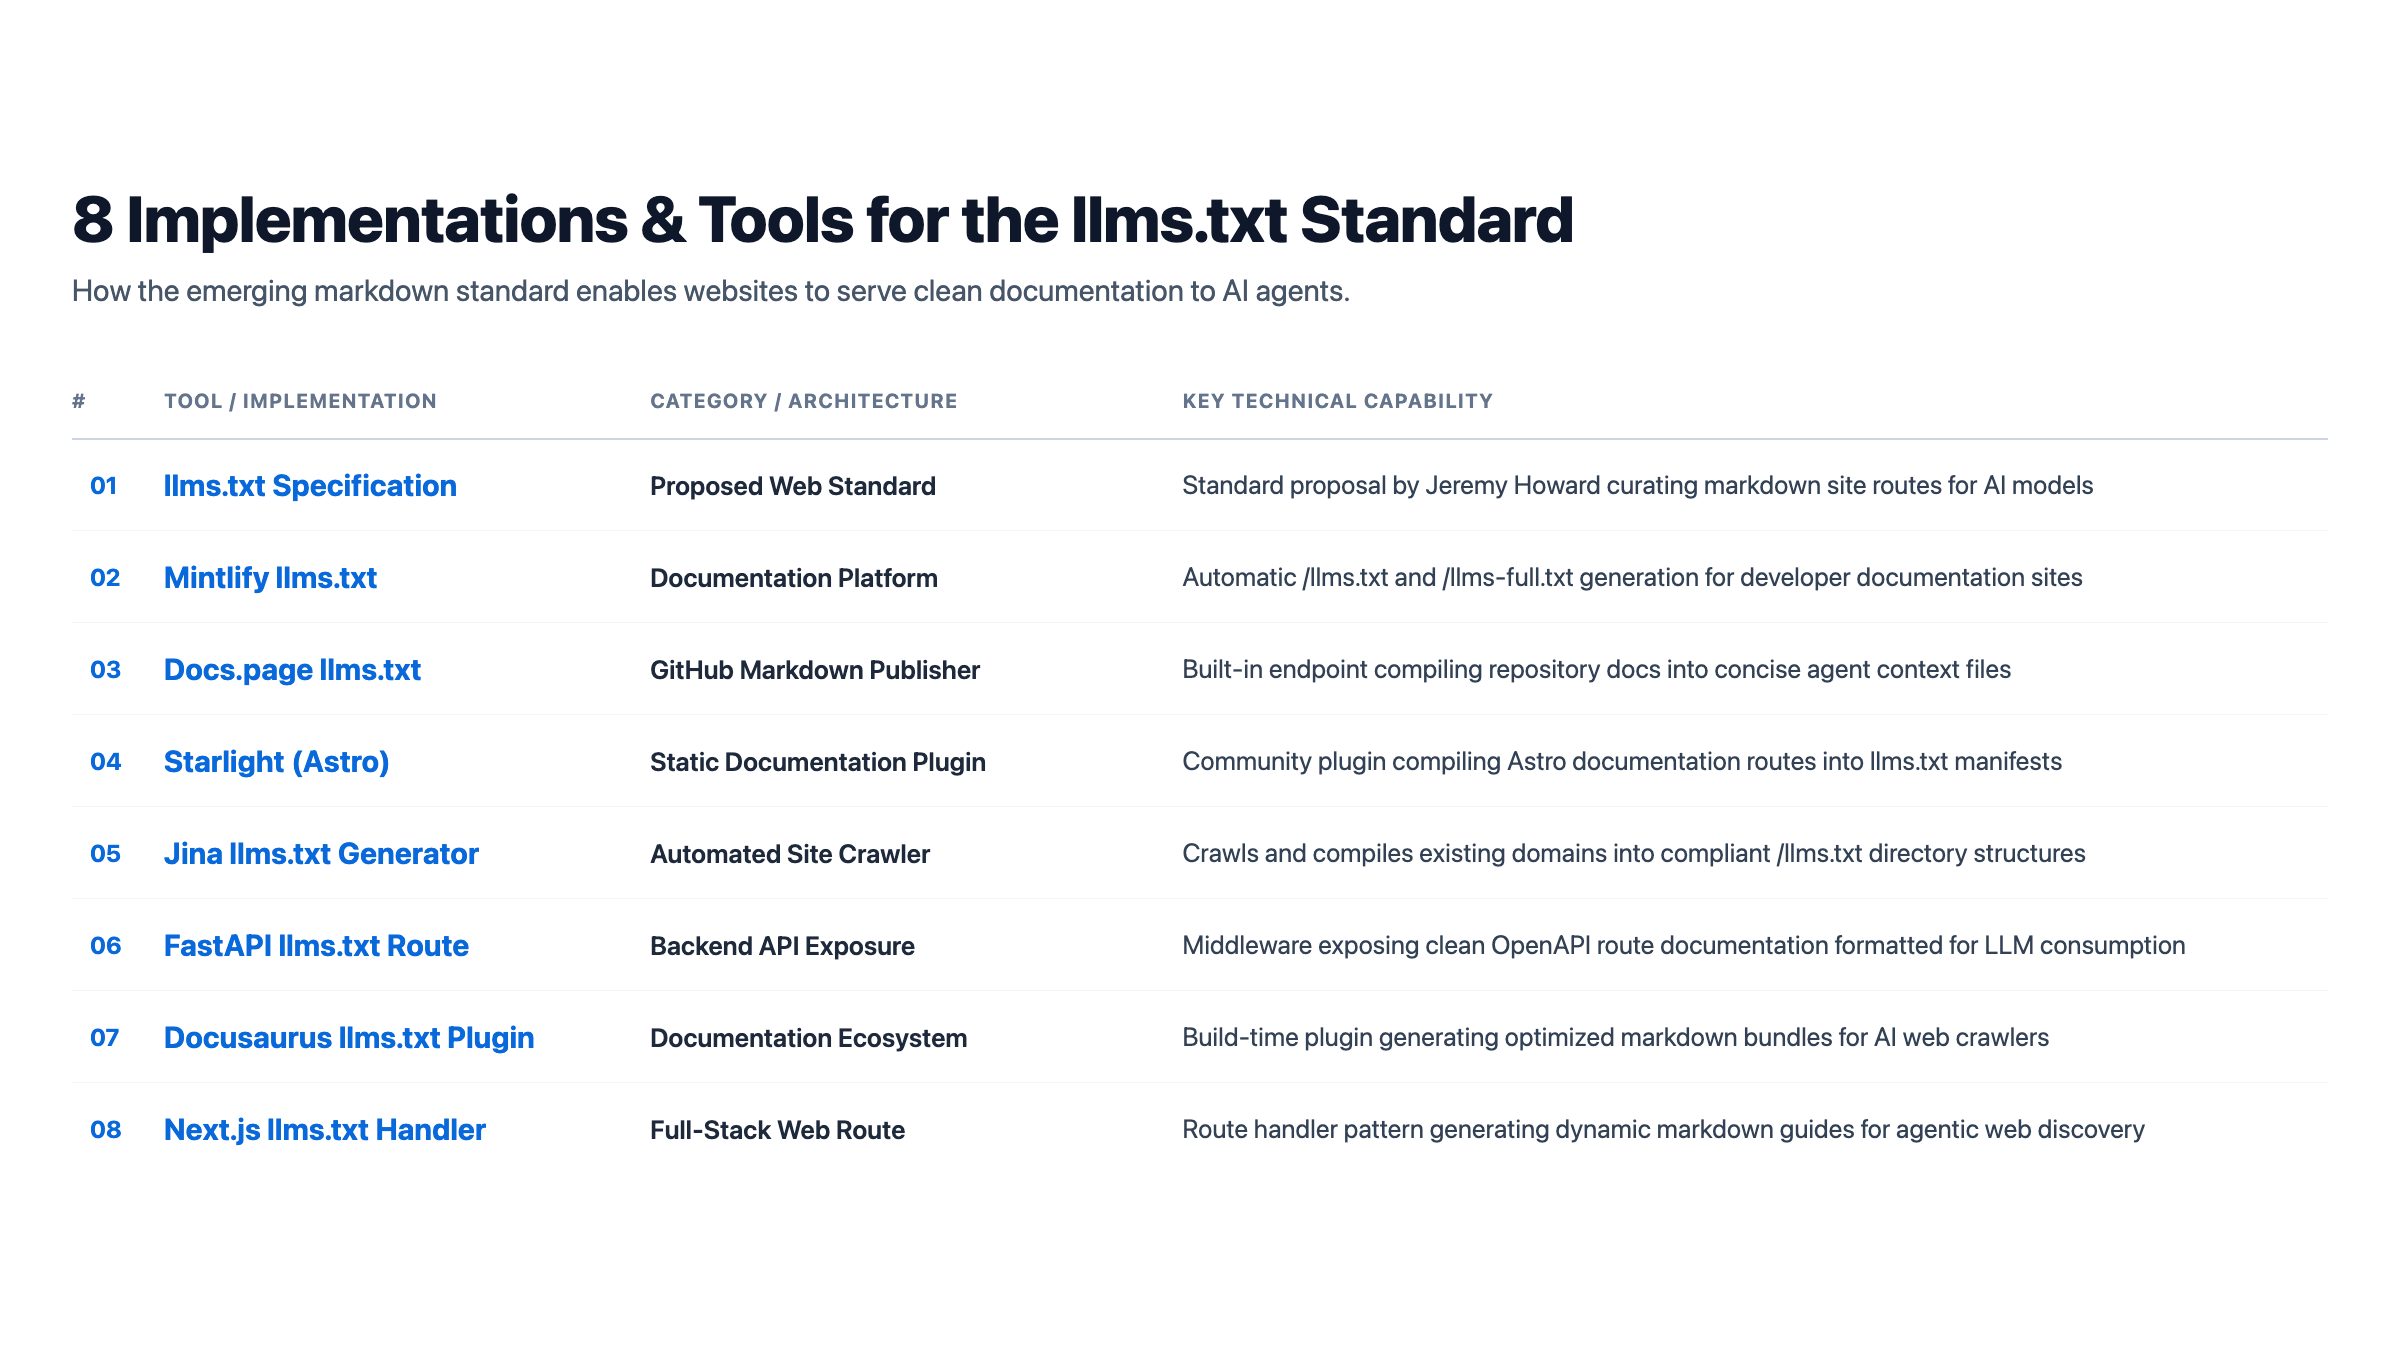 8 Implementations & Tools for the llms.txt Standard
How the emerging markdown standard enables websites to serve clean documentation to AI agents.
# TOOL / IMPLEMENTATION CATEGORY / ARCHITECTURE KEY TECHNICAL CAPABILITY
01 llms.txt Specification Proposed Web Standard Standard proposal by Jeremy Howard curating markdown site routes for AI models
02 Mintlify llms.txt Documentation Platform Automatic /llms.txt and /llms-full.txt generation for developer documentation sites
03 Docs.page llms.txt GitHub Markdown Publisher Built-in endpoint compiling repository docs into concise agent context files
04 Starlight (Astro) Static Documentation Plugin Community plugin compiling Astro documentation routes into llms.txt manifests
05 Jina llms.txt Generator Automated Site Crawler Crawls and compiles existing domains into compliant /llms.txt directory structures
06 FastAPI llms.txt Route Backend API Exposure Middleware exposing clean OpenAPI route documentation formatted for LLM consumption
07 Docusaurus llms.txt Plugin Documentation Ecosystem Build-time plugin generating optimized markdown bundles for AI web crawlers
08 Next.js llms.txt Handler Full-Stack Web Route Route handler pattern generating dynamic markdown guides for agentic web discovery